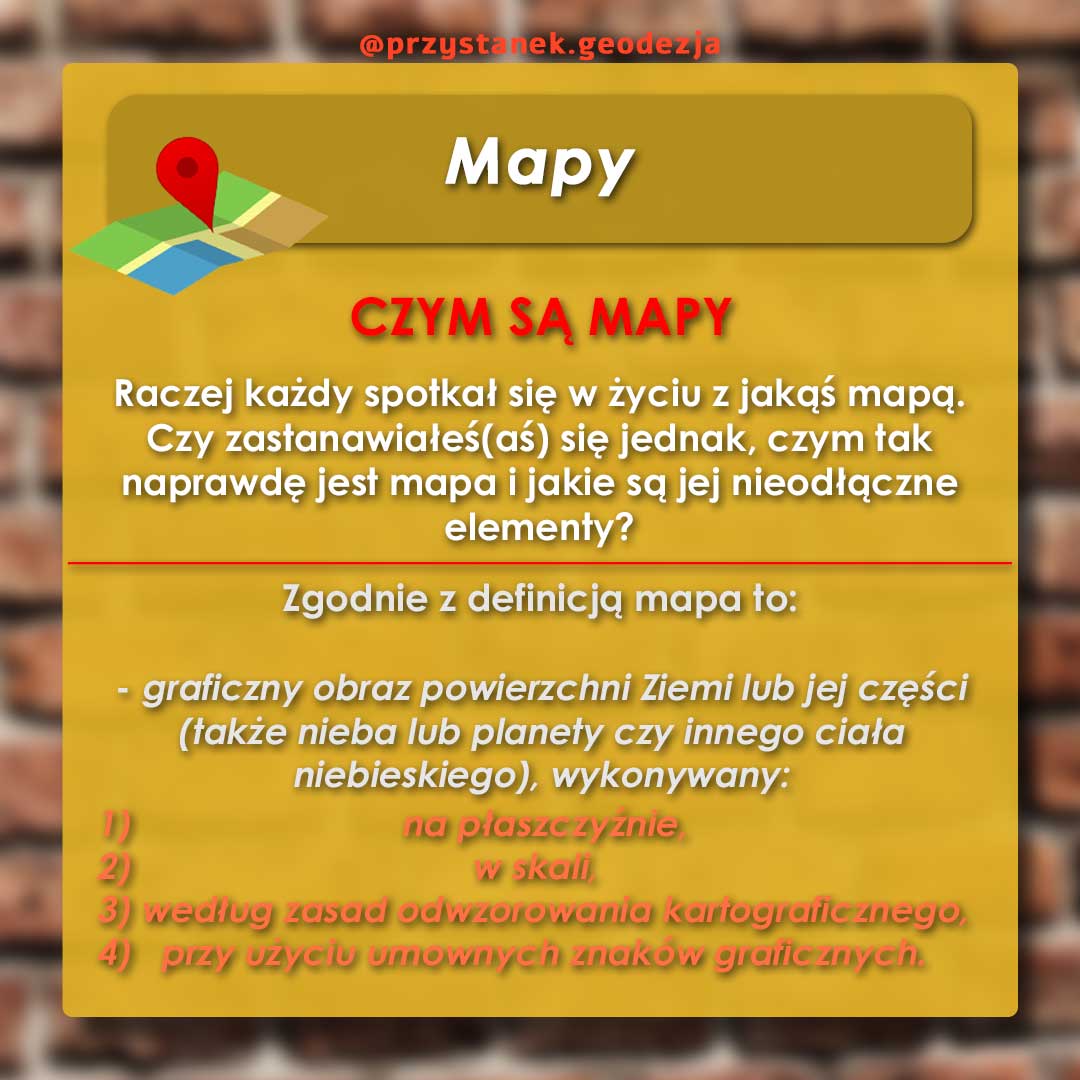 @przystanek.geodezja
Mapy
CZYM SĄ MAPY
Raczej każdy spotkał się w życiu z jakąś mapą.
Czy zastanawiałeś(aś) się jednak, czym tak
naprawdę jest mapa i jakie są jej nieodłączne
elementy?
Zgodnie z definicją mapa to:
- graficzny obraz powierzchni Ziemi lub jej części
(także nieba lub planety czy innego ciała
niebieskiego), wykonywany:
1) na płaszczyźnie,
2) w skali,
3) według zasad odwzorowania kartograficznego,
4) przy użyciu umownych znaków graficznych.